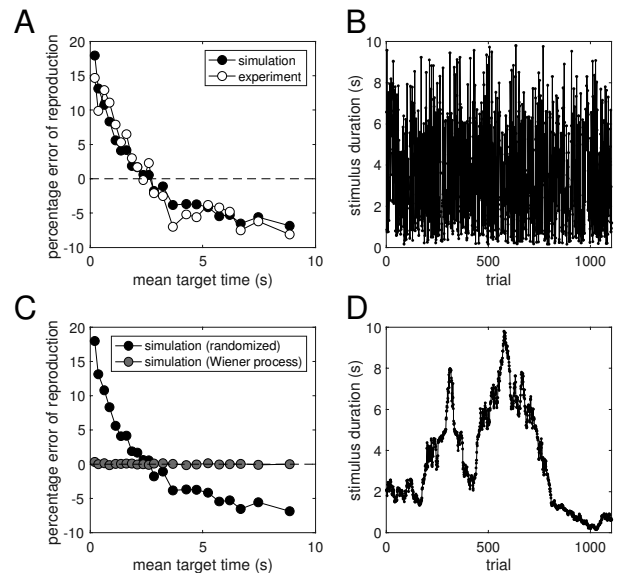 A
percentage error of reproduction
20
15
10
5
0
-5
-10
simulation
experiment
0
5
10
mean target time (s)
B
stimulus duration (s)
10
8
6
4
2
0
0
500
1000
trial
C
percentage error of reproduction
20
15
10
5
0
-5
-10
simulation (randomized)
simulation (Wiener process)
0
5
10
mean target time (s)
D
stimulus duration (s)
10
8
6
4
2
0
0
500
1000
trial